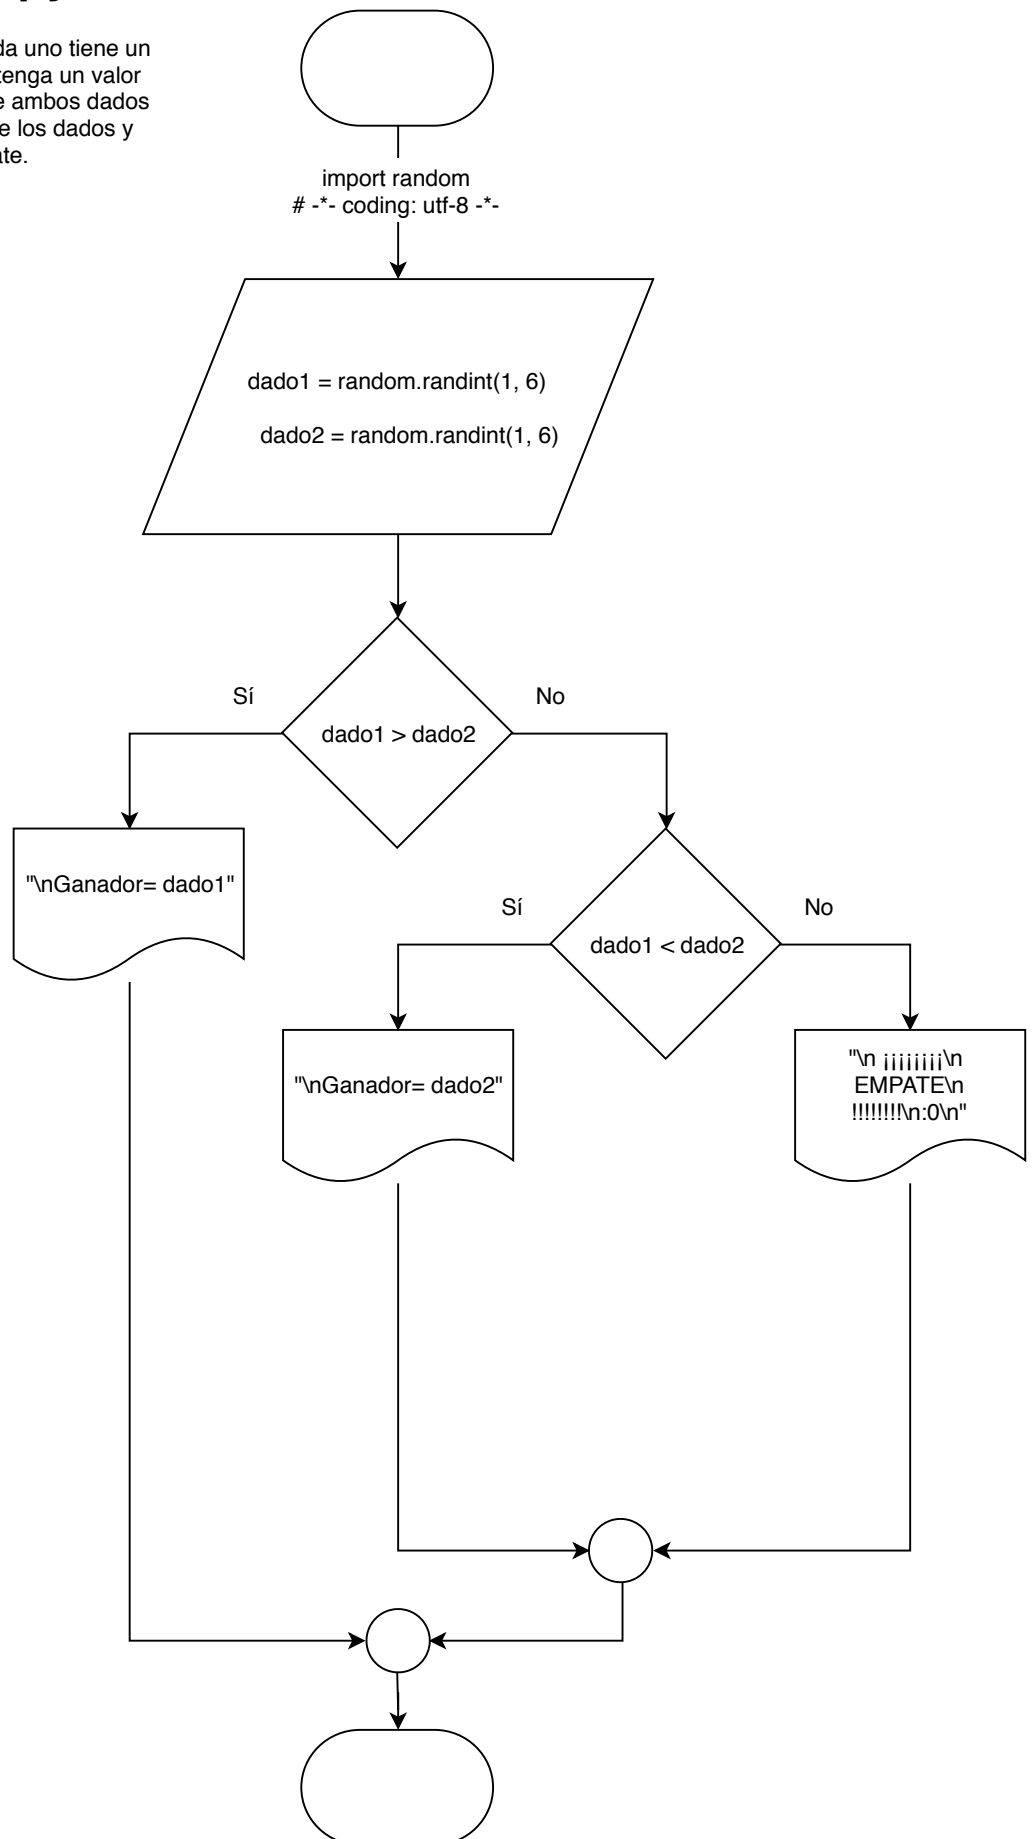 uno tiene un
tenga un valor
ambos dados
los dados y
import random
# -*- coding: utf-8 -*-
dado1 = random.randint(1, 6)
dado2 = random.randint(1, 6)
Sí
No
dado1 > dado2
"\nGanador= dado1"
Sí
No
dado1 < dado2
"\nGanador= dado2"
"\n ¡¡¡¡¡¡¡¡\n
EMPATE\n
!!!!!!!!\n:0\n"